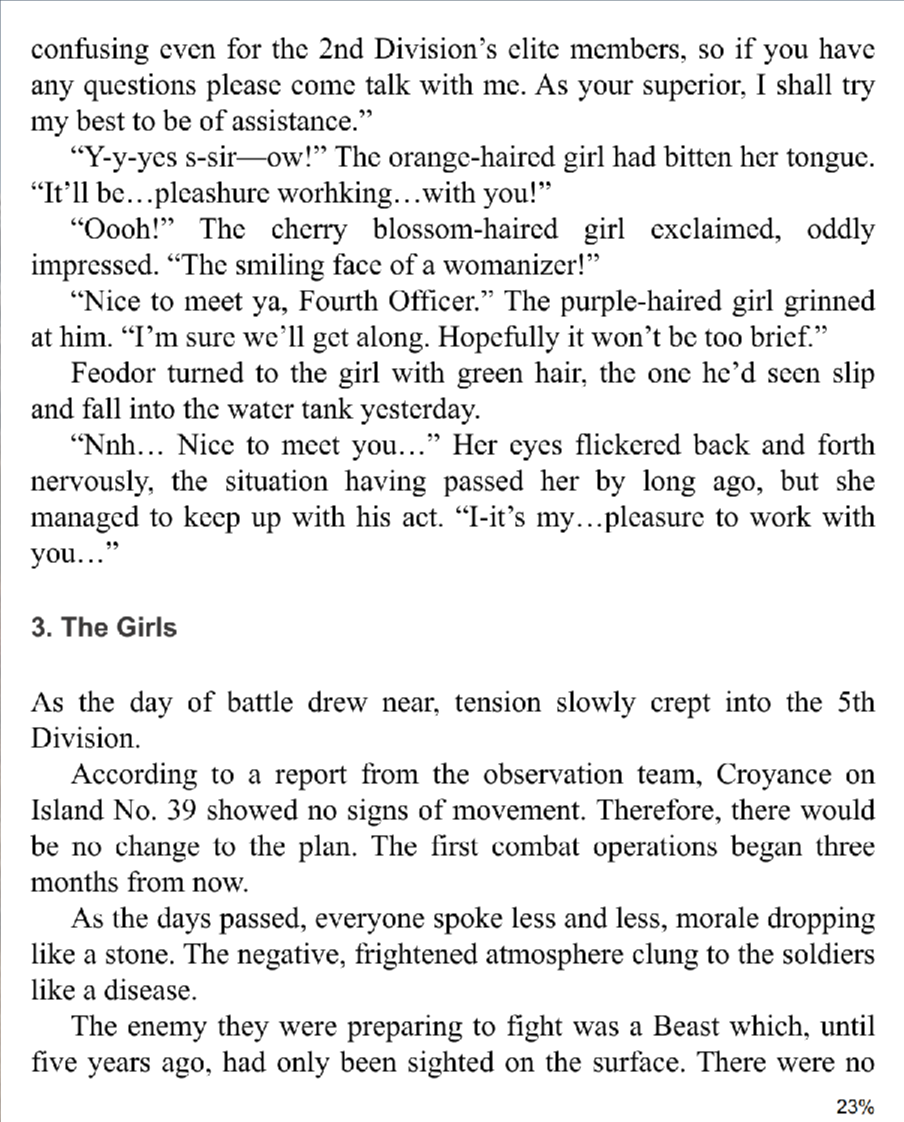 confusing even for the 2nd Division’s elite members, so if you have
any questions please come talk with me. As your superior, I shall try
my best to be of assistance.”
“Y-y-yes s-sir—ow!” The orange-haired girl had bitten her tongue.
“It’ll be…pleashure worhking…with you!”
“Oooh!” The cherry blossom-haired girl exclaimed, oddly
impressed. “The smiling face of a womanizer!”
“Nice to meet ya, Fourth Officer.” The purple-haired girl grinned
at him. “I’m sure we’ll get along. Hopefully it won’t be too brief.”
Feodor turned to the girl with green hair, the one he’d seen slip
and fall into the water tank yesterday.
“Nnh… Nice to meet you…” Her eyes flickered back and forth
nervously, the situation having passed her by long ago, but she
managed to keep up with his act. “I-it’s my…pleasure to work with
you…”
3. The Girls
As the day of battle drew near, tension slowly crept into the 5th
Division.
According to a report from the observation team, Croyance on
Island No. 39 showed no signs of movement. Therefore, there would
be no change to the plan. The first combat operations began three
months from now.
As the days passed, everyone spoke less and less, morale dropping
like a stone. The negative, frightened atmosphere clung to the soldiers
like a disease.
The enemy they were preparing to fight was a Beast which, until
five years ago, had only been sighted on the surface. There were no
23%